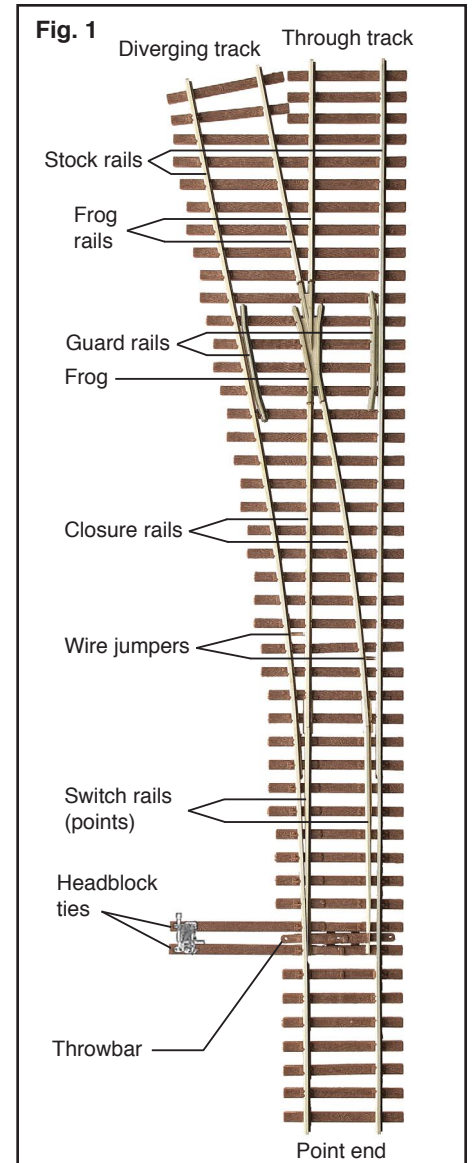 Fig. 1
Diverging track
Through track
Stock rails
Frog
rails
Guard rails
Frog
Closure rails
Wire jumpers
Switch rails
(points)
Headblock
ties
Throwbar
Point end